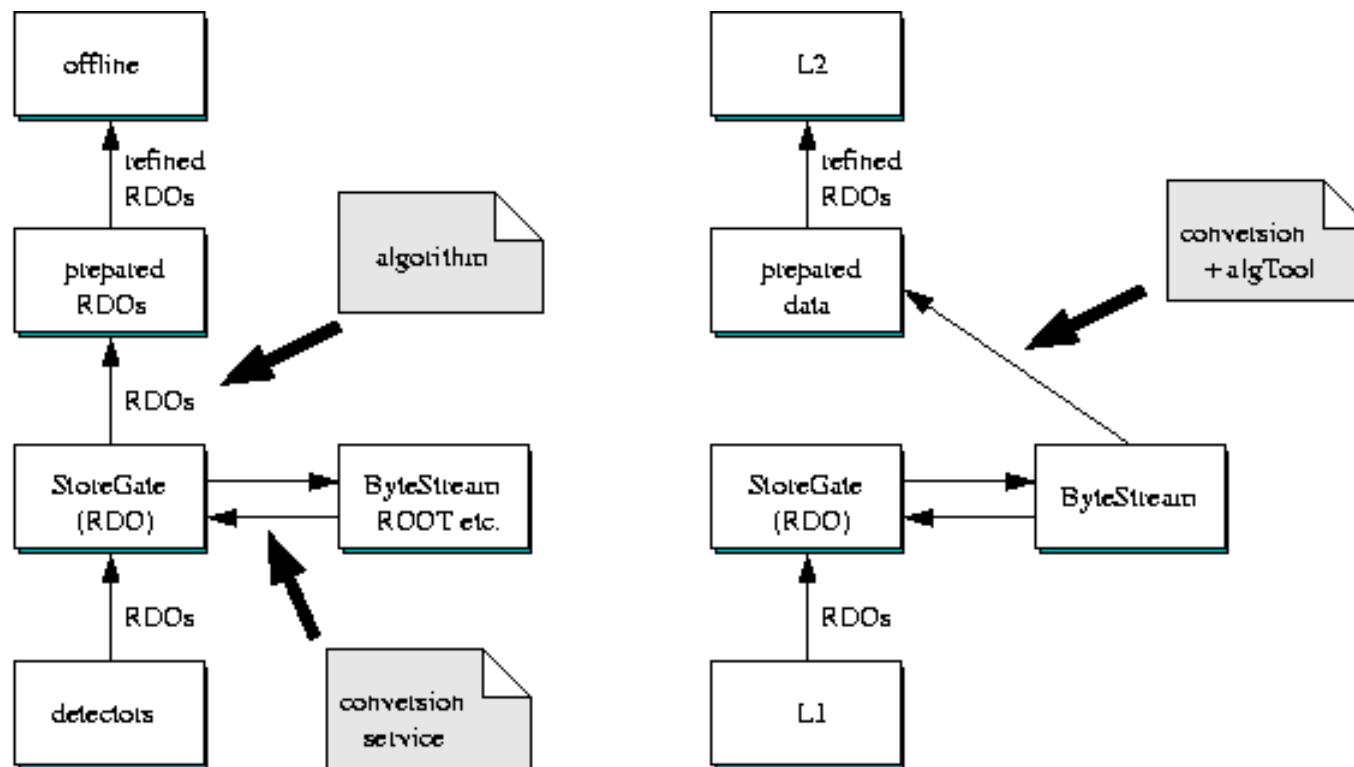 offline
refined
RDOs
prepared
RDOs
algorithm
RDOs
StoreGate
(RDO)
ByteStream
ROOT etc.
RDOs
detectors
conversion
service
L2
refined
RDOs
prepared
data
conversion
+ algTool
StoreGate
(RDO)
ByteStream
RDOs
L1